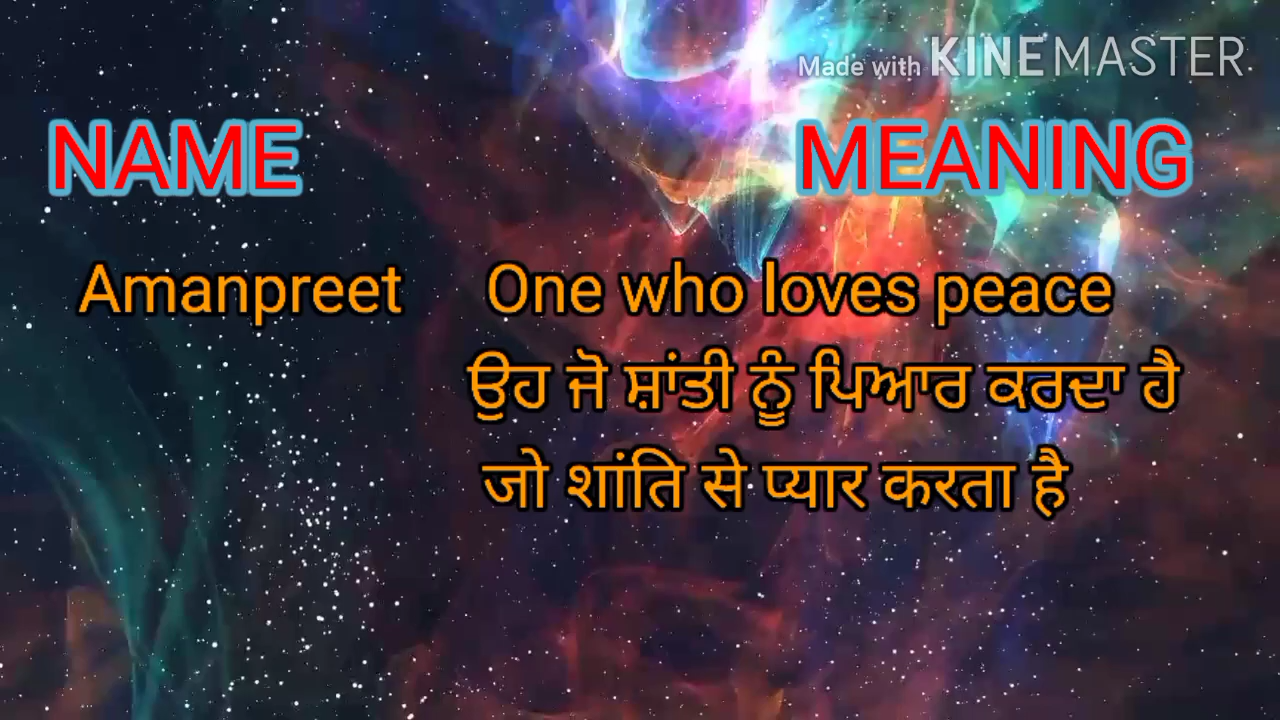 Made with KINEMASTER
NAME MEANING
Amanpreet One who loves peace
ਉਹ ਜੋ ਸ਼ਾਂਤੀ ਨੂੰ ਪਿਆਰ ਕਰਦਾ ਹੈ
जो शांति से प्यार करता है